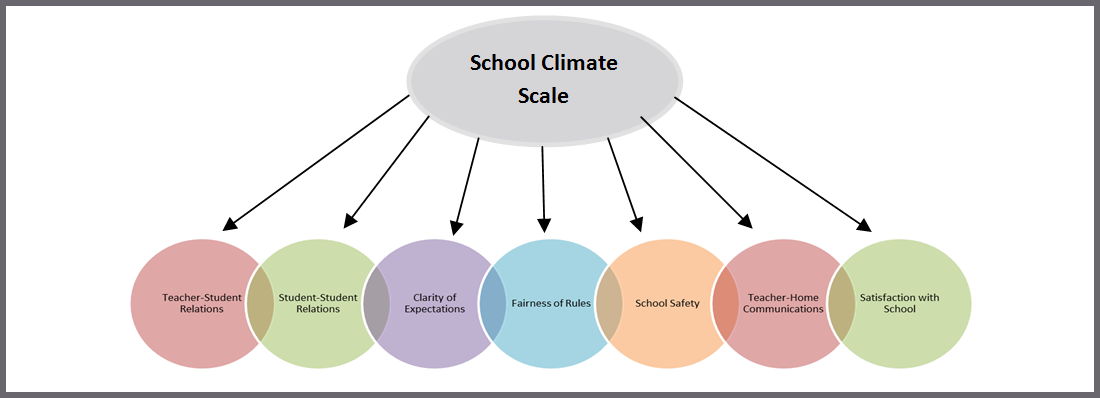 School Climate
Scale
Teacher-Student
Relations
Student-Student
Relations
Clarity of
Expectations
Fairness of Rules
School Safety
Teacher-Home
Communications
Satisfaction with
School